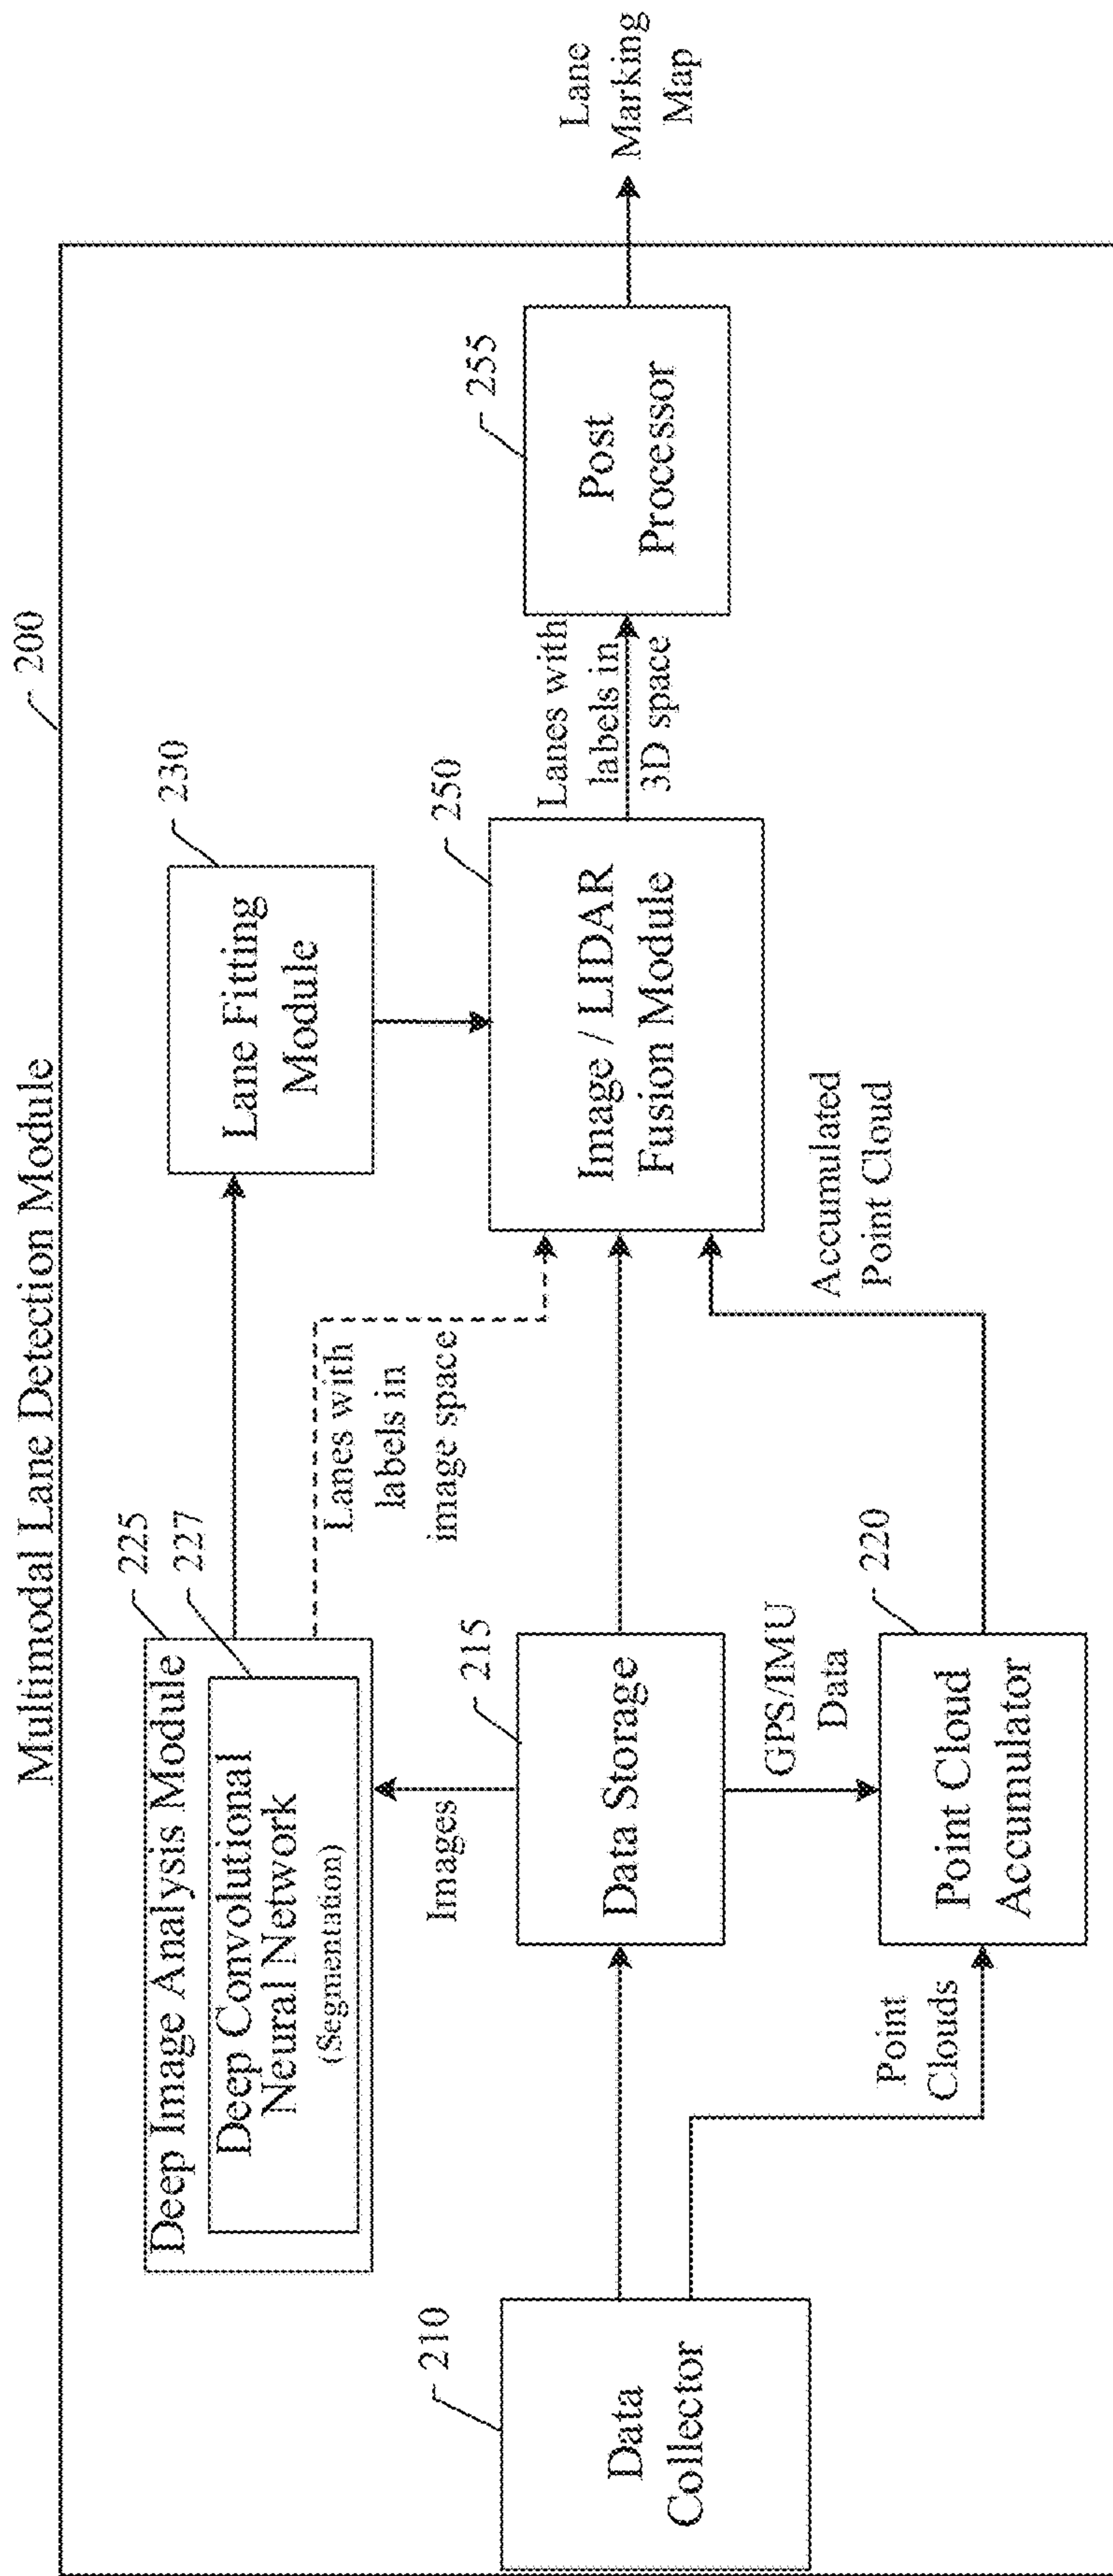 Multimodal Lane Detection Module
200
Deep Image Analysis Module
225
Deep Convolutional
Neural Network
(Segmentation)
227
Lane Fitting
Module
230
Lanes with
labels in
image space
Images
210
Data
Collector
215
Data Storage
250
Image / LIDAR
Fusion Module
Lanes with
labels in
3D space
255
Post
Processor
Lane
Marking
Map
GPS/IMU
Data
Point
Clouds
220
Point Cloud
Accumulator
Accumulated
Point Cloud